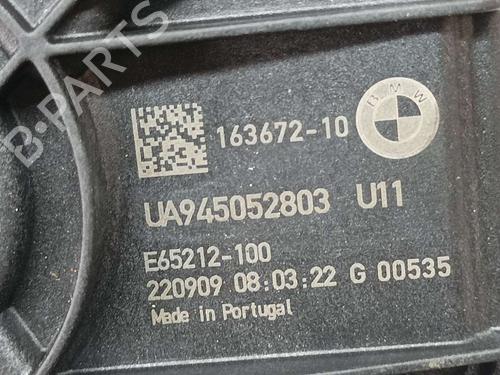 B-PARTS
163672-10
BMW
UA945052803 U11
E65212-100
220909 08:03:22 G 00535
Made in Portugal